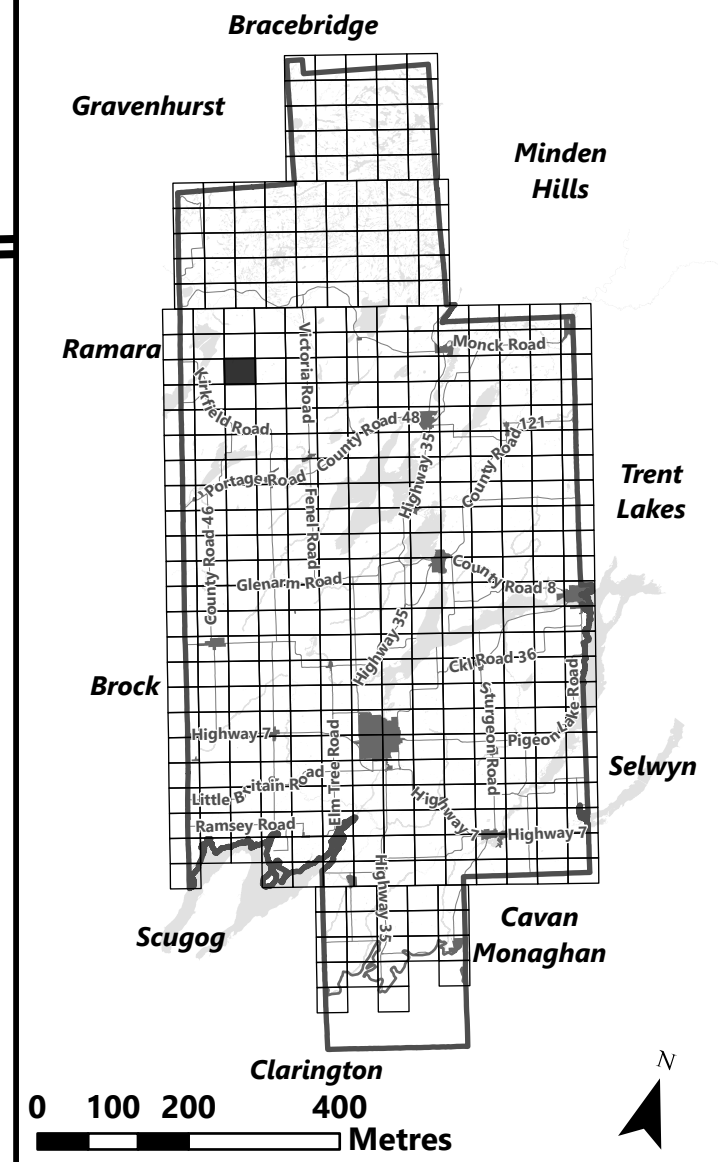 Bracebridge
Gravenhurst
Minden
Hills
Ramara
Victoria Road
Monck Road
Kirkfield Road
County Road 48
Highway 35
County Road 121
Portage Road
Trent
Lakes
County Road 46
Fenel Road
Glenarm Road
County Road 8
Highway 35
Ckl Road 36
Brock
Sturgeon Road
Pigeon Lake Road
Highway 7
Elm Tree Road
Selwyn
Little Britain Road
Highway 7
Ramsey Road
Highway 7
Highway 35
Scugog
Cavan
Monaghan
Clarington
N
0 100 200 400
Metres